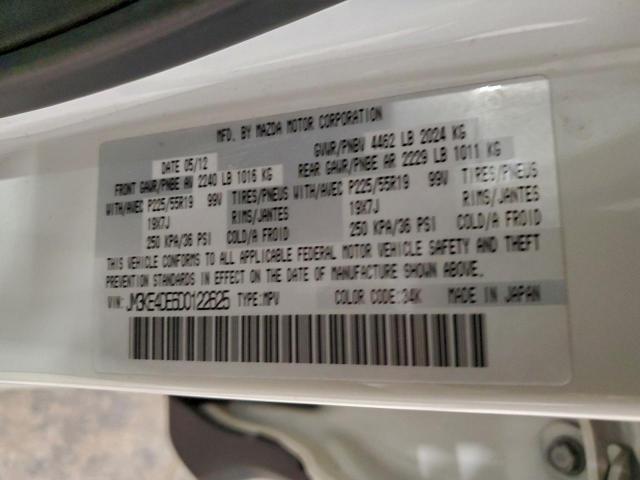 MFD. BY MAZDA MOTOR CORPORATION
DATE 05/12 GVWR/PNBV 4462 LB 2024 KG
FRONT GAWR/PNBE AV 2240 LB 1016 KG REAR GAWR/PNBE AR 2229 LB 1011 KG
WITH/AVEC P225/55R19 99V TIRES/PNEUS WITH/AVEC P225/55R19 99V TIRES/PNEUS
19X7J RIMS/JANTES 19X7J RIMS/JANTES
250 KPA/36 PSI COLD/A FROID 250 KPA/36 PSI COLD/A FROID
THIS VEHICLE CONFORMS TO ALL APPLICABLE FEDERAL MOTOR VEHICLE SAFETY AND THEFT
PREVENTION STANDARDS IN EFFECT ON THE DATE OF MANUFACTURE SHOWN ABOVE.
VIN: TYPE:MPV COLOR CODE:34K MADE IN JAPAN